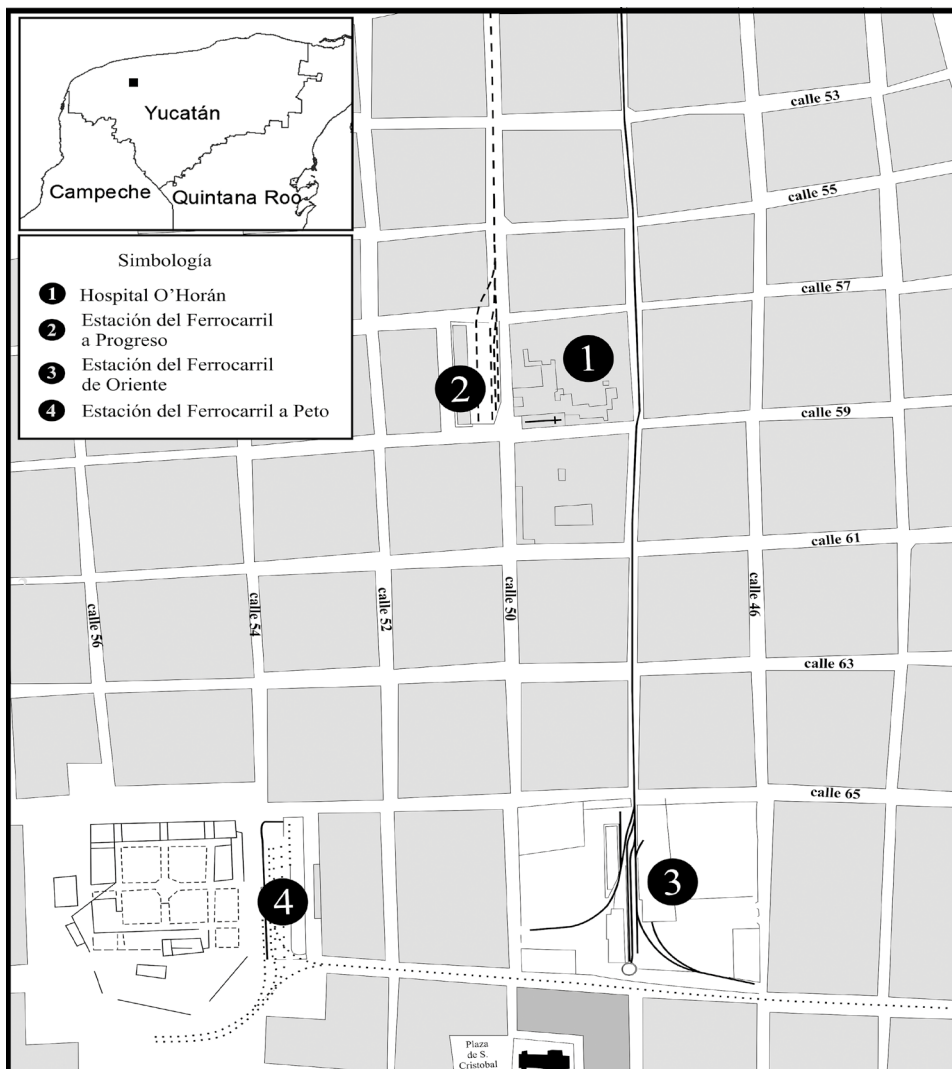 Yucatán
Campeche
Quintana Roo
Simbología
1 Hospital O'Horán
2 Estación del Ferrocarril
a Progreso
3 Estación del Ferrocarril
de Oriente
4 Estación del Ferrocarril a Peto
calle 53
calle 55
calle 57
1
2
calle 59
calle 61
calle 56
calle 54
calle 52
calle 50
calle 46
calle 63
calle 65
3
4
Plaza
de S.
Cristobal